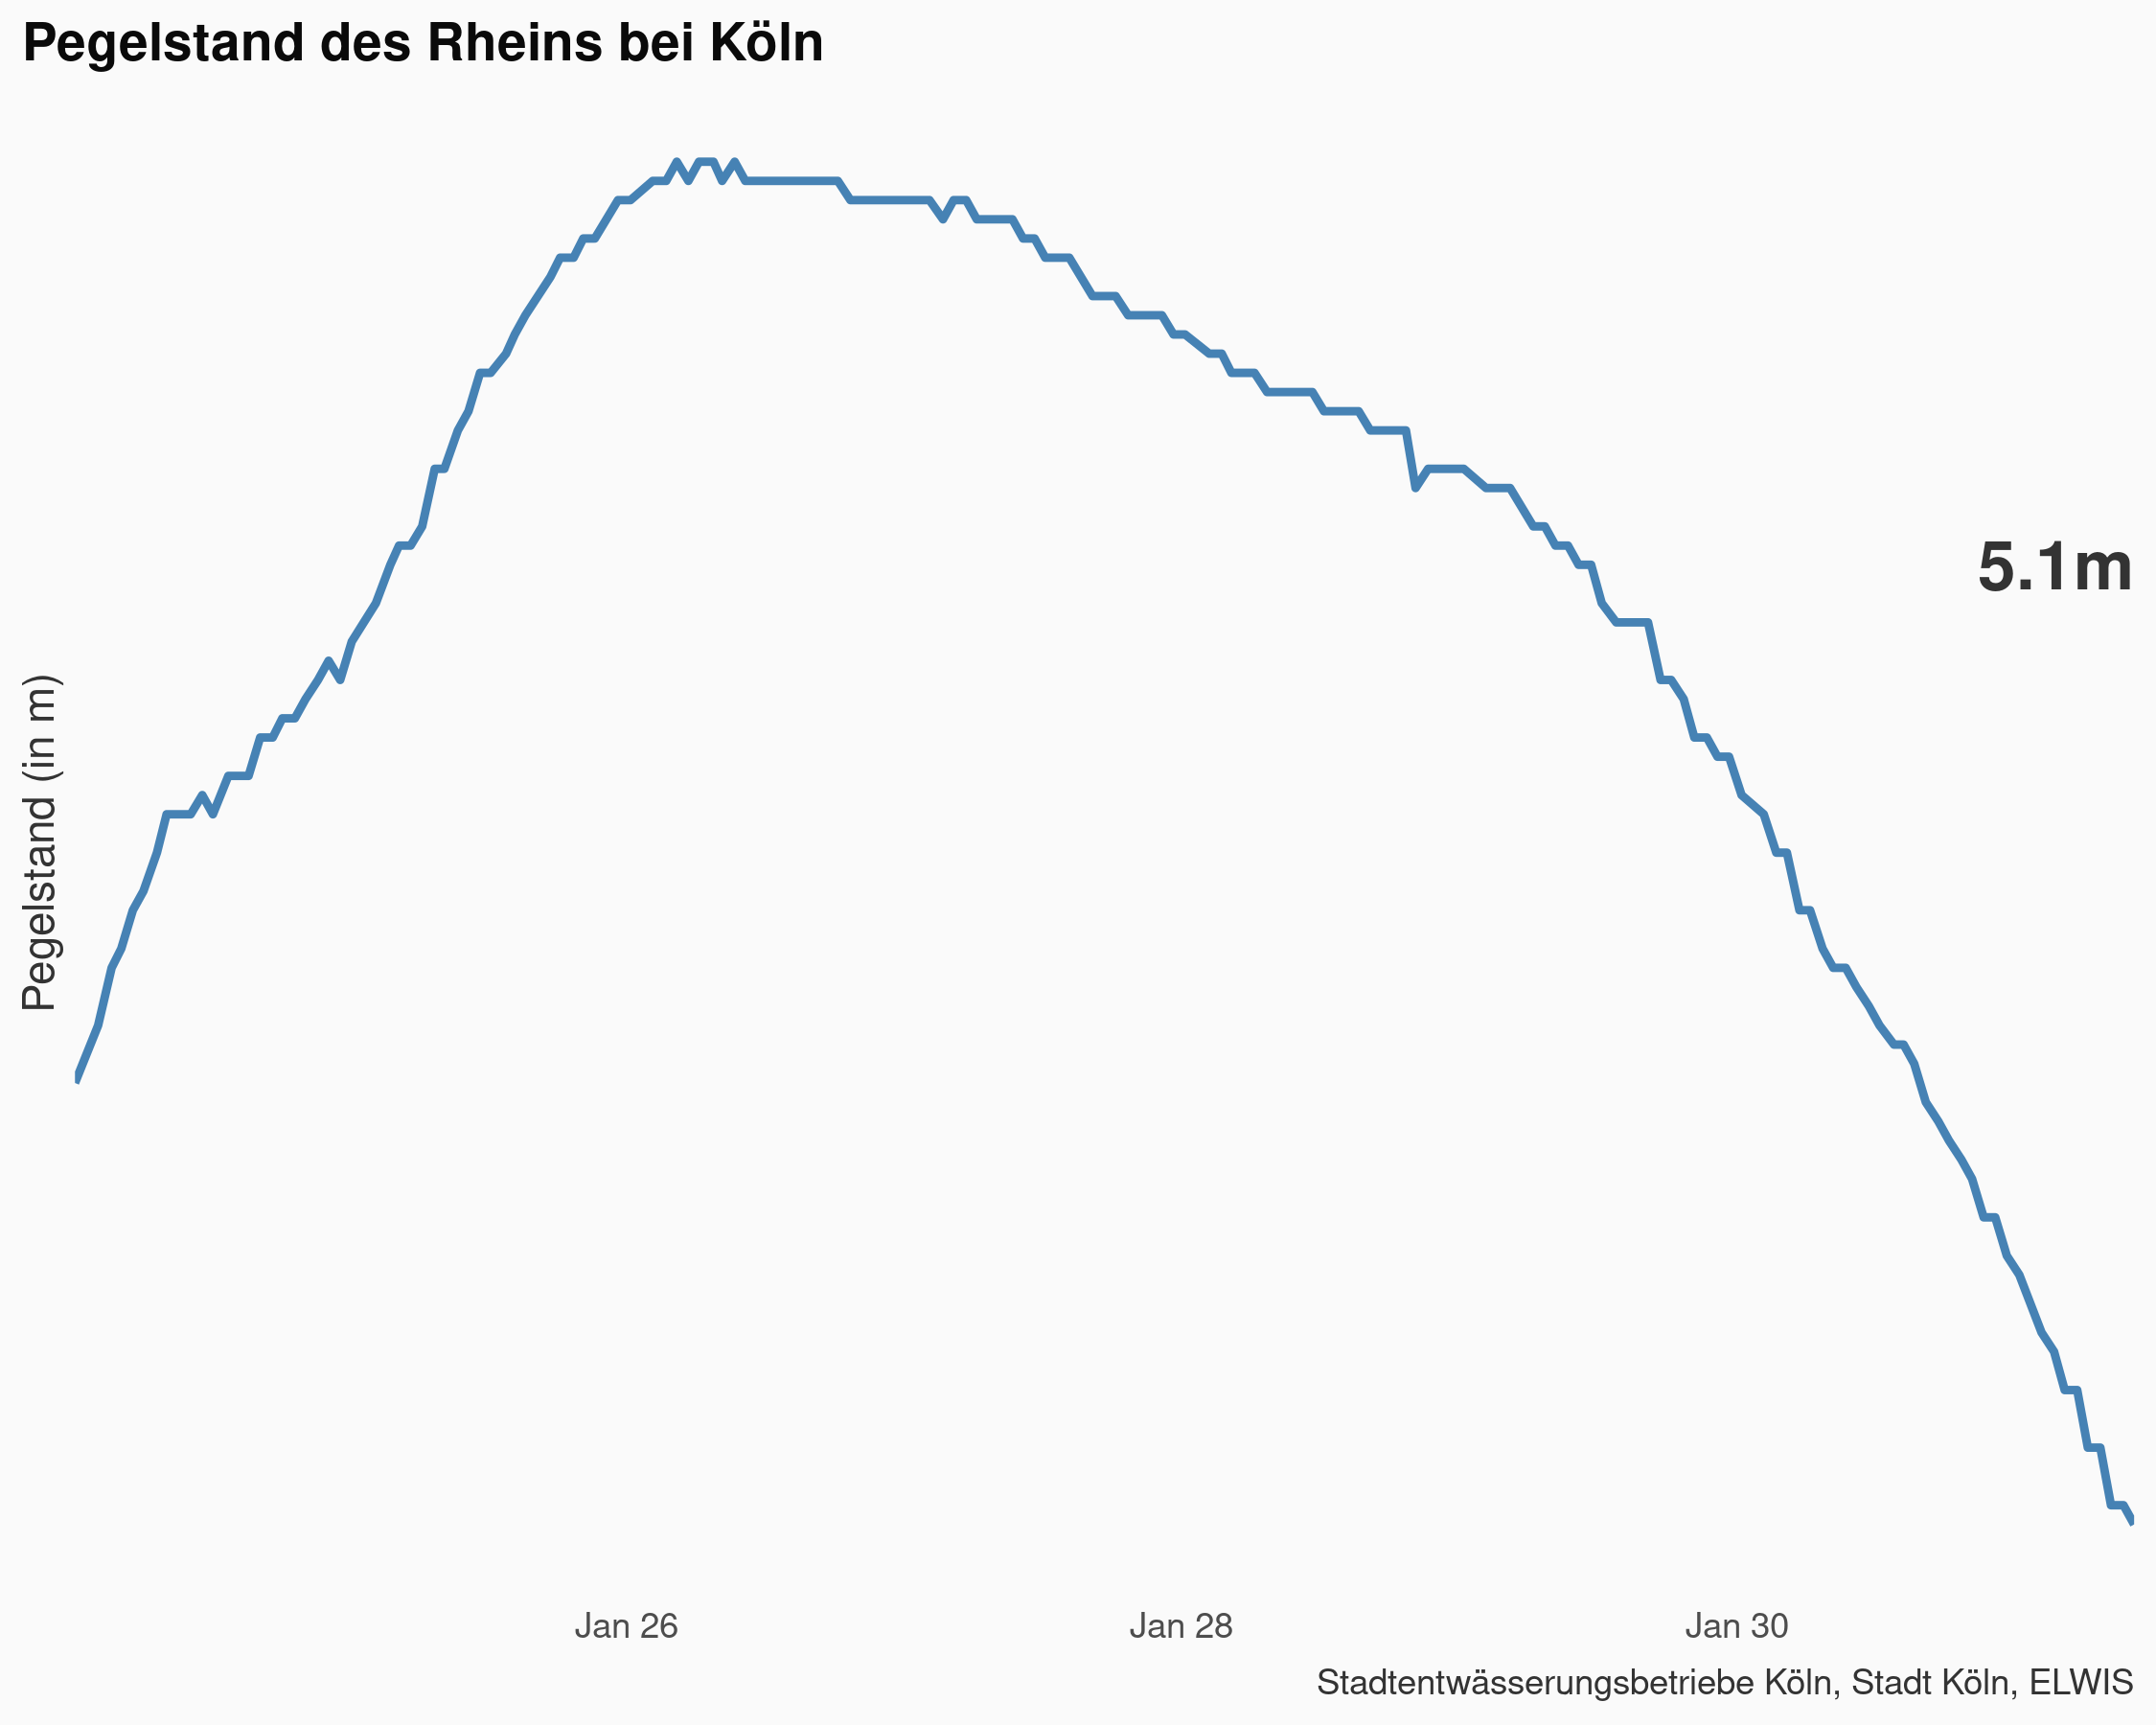 Pegelstand des Rheins bei Köln
5.1m
Pegelstand (in m)
Jan 26
Jan 28
Jan 30
Stadtentwässerungsbetriebe Köln, Stadt Köln, ELWIS